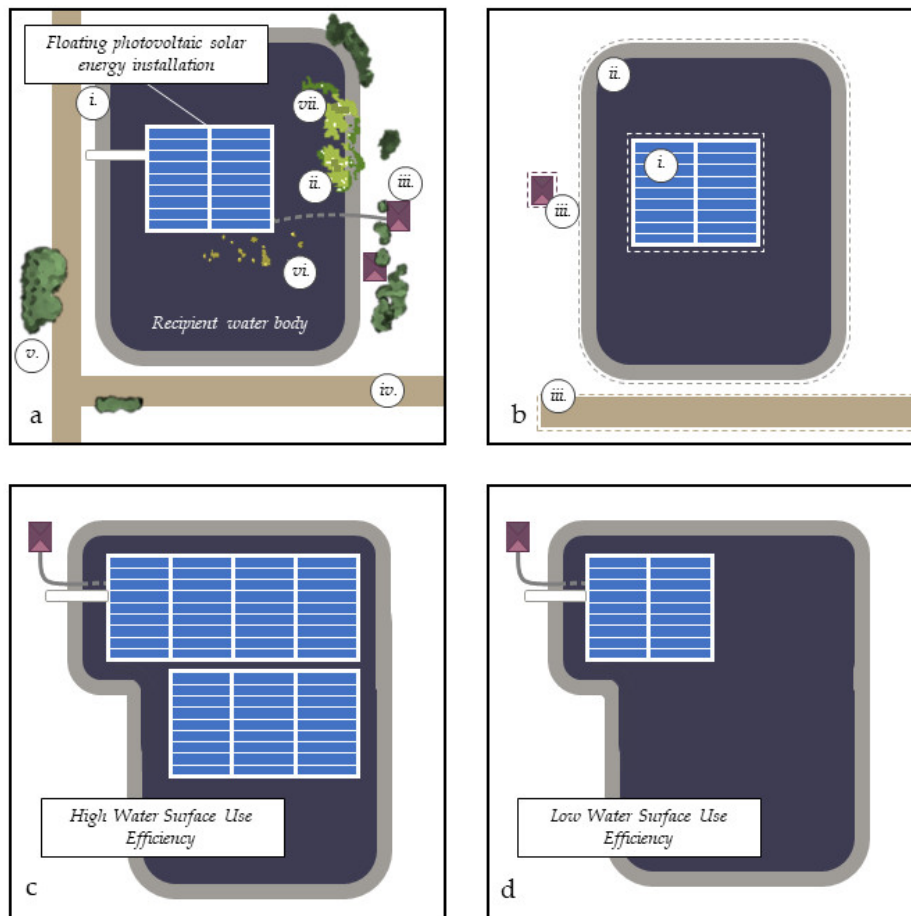 Floating photovoltaic solar
energy installation
i.
vii.
ii.
iii.
vi.
Recipient water body
v.
iv.
a
ii.
i.
iii.
iii.
b
High Water Surface Use
Efficiency
c
Low Water Surface Use
Efficiency
d